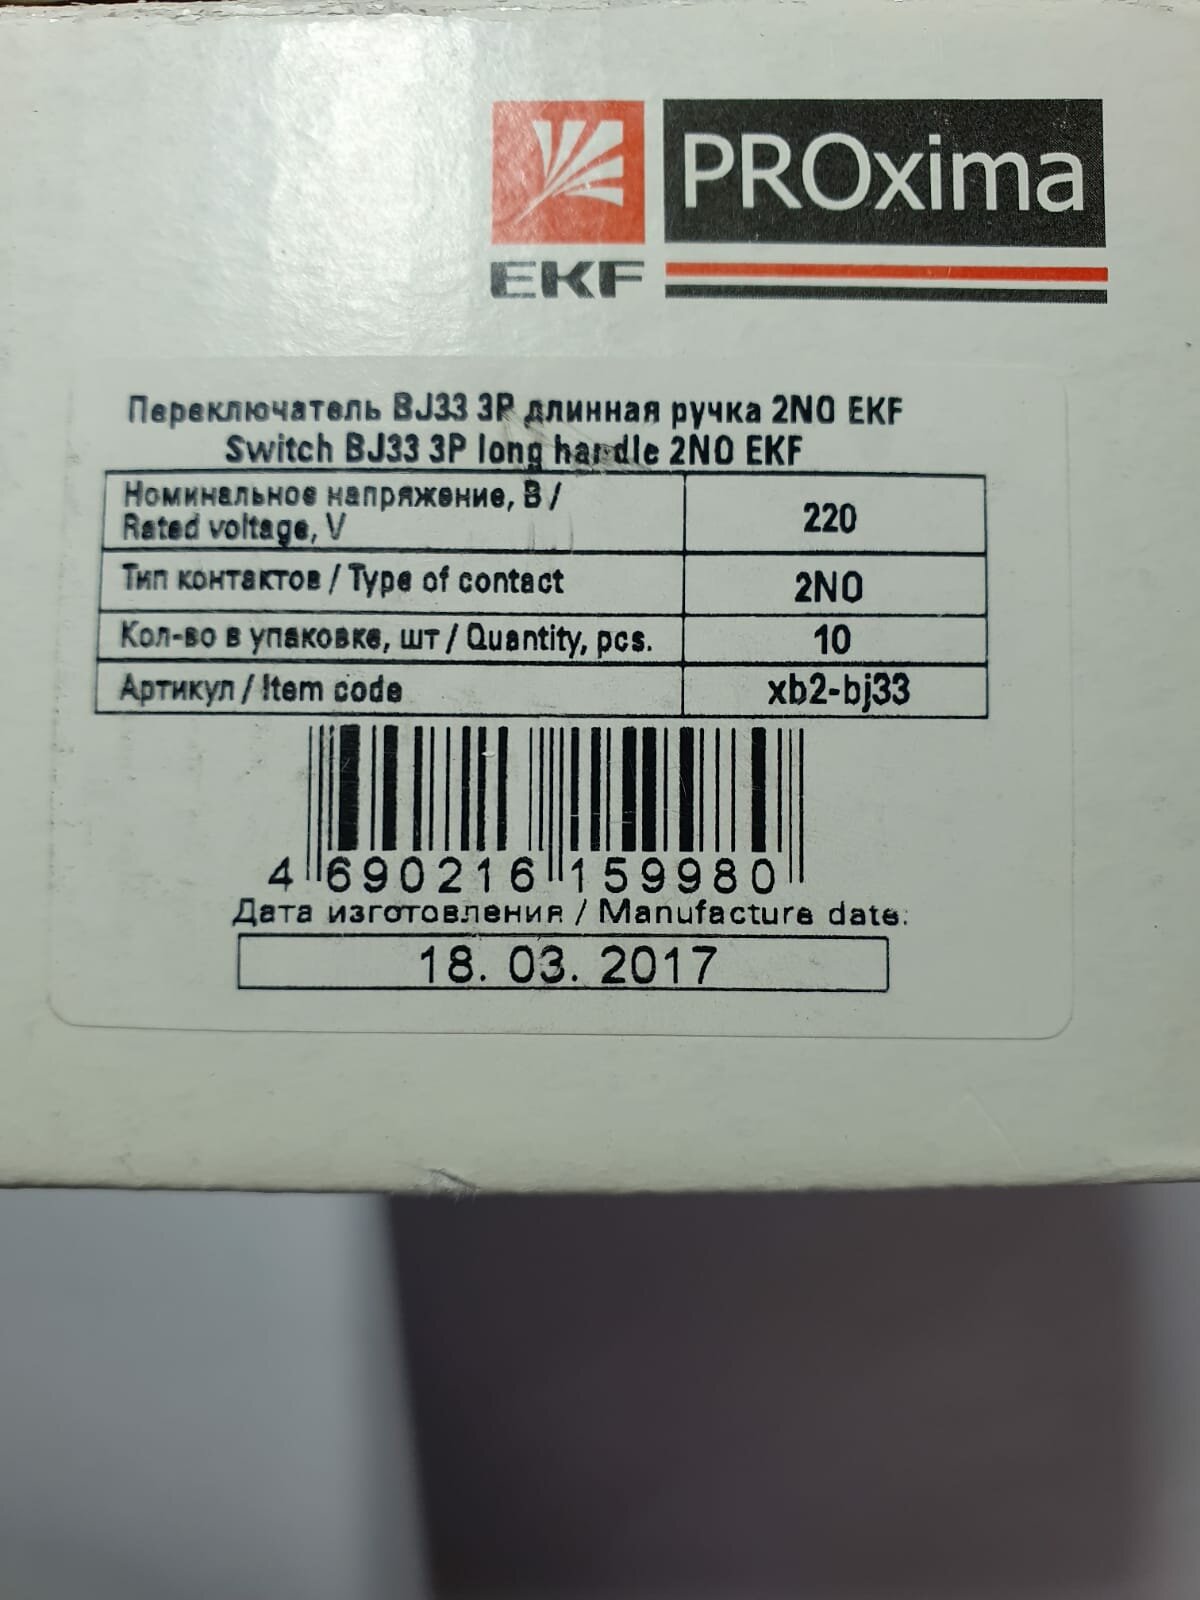 PROxima
EKF
Переключатель BJ33 3P длинная ручка 2NO EKF
Switch BJ33 3P long handle 2NO EKF
Номинальное напряжение, В /
Rated voltage, V
220
Тип контактов / Type of contact
2NO
Кол-во в упаковке, шт / Quantity, pcs.
10
Артикул / Item code
xb2-bj33
4 690216 159980
Дата изготовления / Manufacture date:
18. 03. 2017